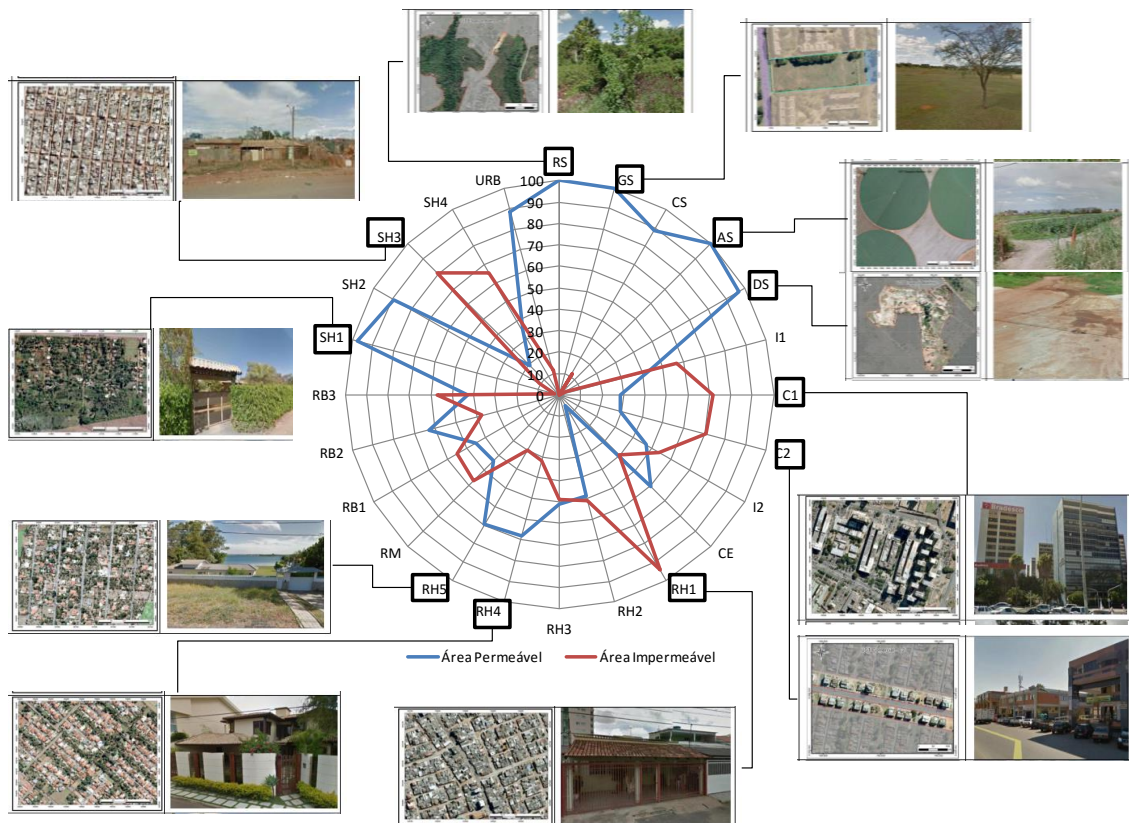 RS
URB
GS
SH4
CS
SH3
AS
SH2
DS
SH1
I1
RB3
C1
RB2
C2
RB1
I2
RM
CE
RH5
RH1
RH4
RH2
RH3
100
90
80
70
60
50
40
30
20
10
0
Área Permeável
Área Impermeável
Bradesco